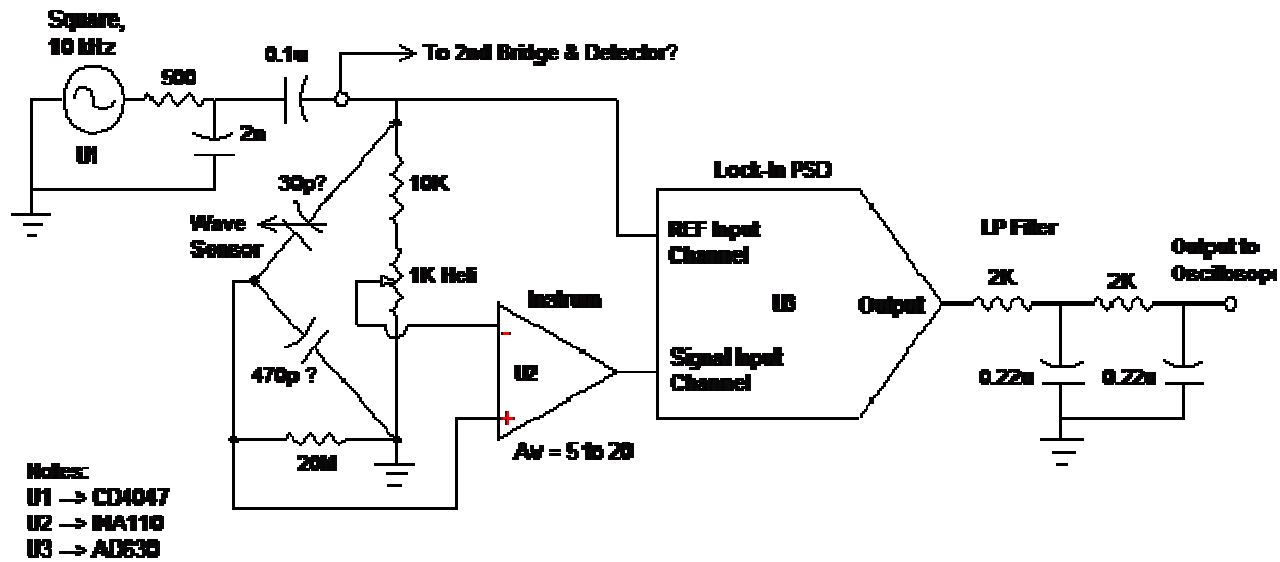 Square,
10 kHz
0.1u
To 2nd Bridge & Detector?
500
2n
U1
30p?
10K
Lock-In PSD
Wave
Sensor
REF Input
Channel
LP Filter
Output to
Oscilloscope
1K Heli
Instrum
2K
2K
U3
Output
-
U2
Signal Input
Channel
470p ?
0.22u
0.22u
+
20M
Av = 5 to 20
Notes:
U1 --> CD4047
U2 --> INA110
U3 --> AD630